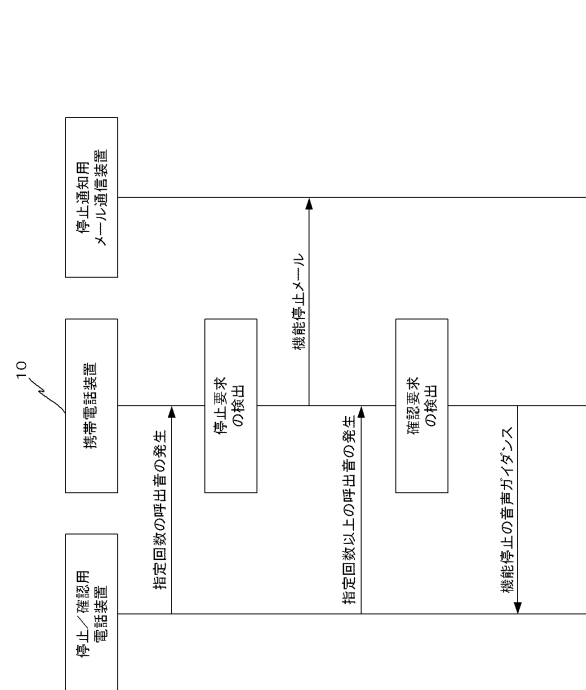 10
停止／確認用
電話装置
携帯電話装置
停止通知用
メール通信装置
指定回数の呼出音の発生
停止要求
の検出
機能停止メール
指定回数以上の呼出音の発生
確認要求
の検出
機能停止の音声ガイダンス